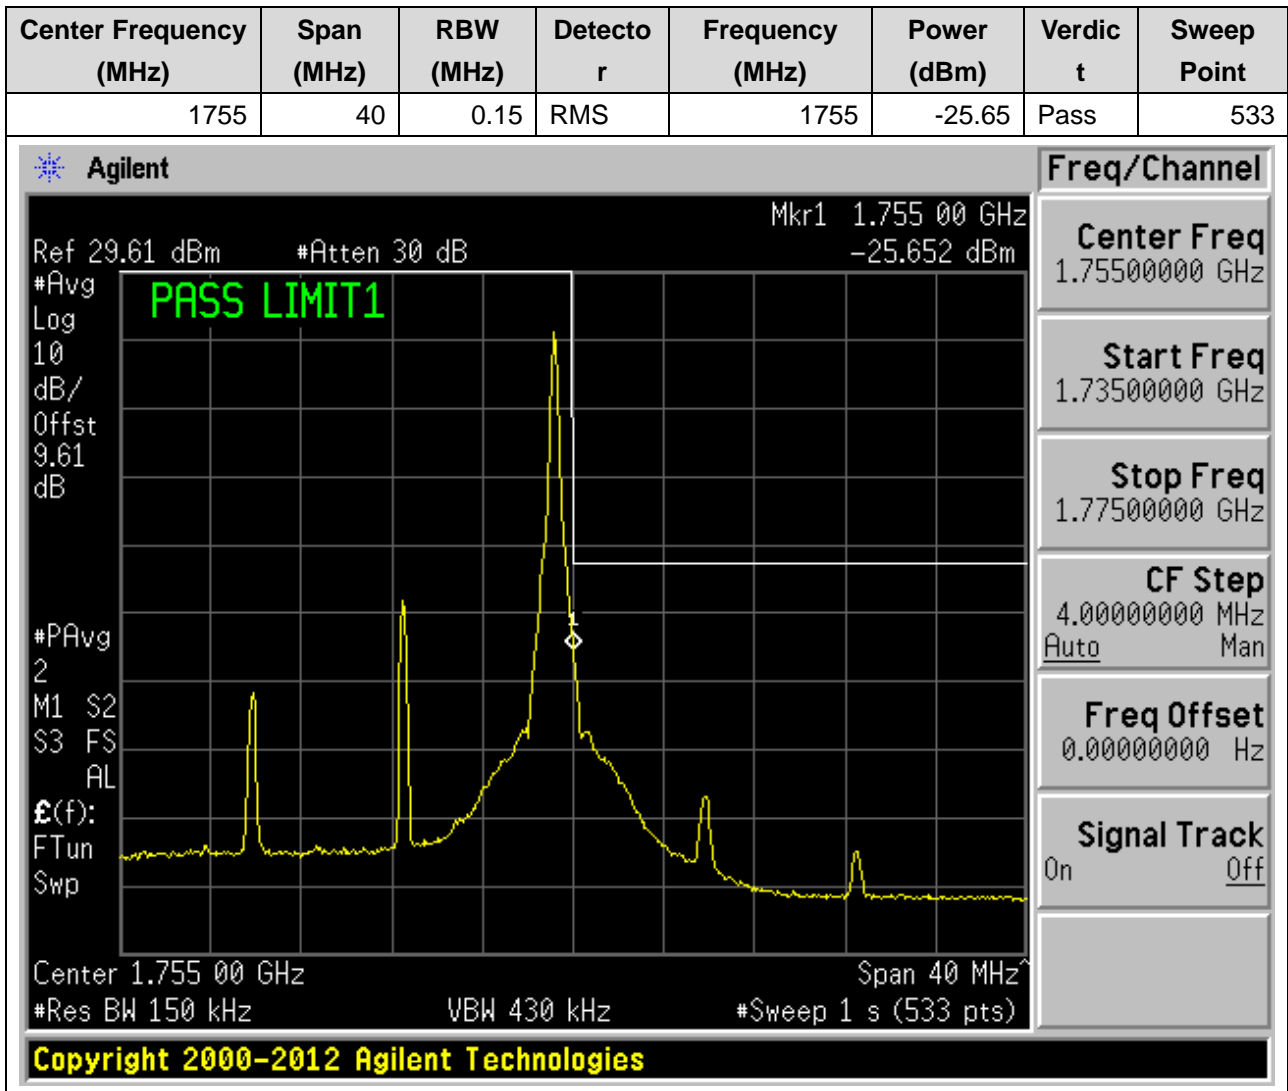 Center Frequency (MHz) Span (MHz) RBW (MHz) Detecto r Frequency (MHz) Power (dBm) Verdic t Sweep Point
1755 40 0.15 RMS 1755 -25.65 Pass 533
Agilent
Freq/Channel
Mkr1 1.755 00 GHz
Ref 29.61 dBm #Atten 30 dB -25.652 dBm
#Avg
Log
10
dB/
Offst
9.61
dB
PASS LIMIT1
1
#PAvg
2
M1 S2
S3 FS
AL
£(f):
FTun
Swp
Center 1.755 00 GHz Span 40 MHz^
#Res BW 150 kHz VBW 430 kHz #Sweep 1 s (533 pts)
Center Freq
1.75500000 GHz
Start Freq
1.73500000 GHz
Stop Freq
1.77500000 GHz
CF Step
4.00000000 MHz
Auto Man
Freq Offset
0.00000000 Hz
Signal Track
On Off
Copyright 2000-2012 Agilent Technologies